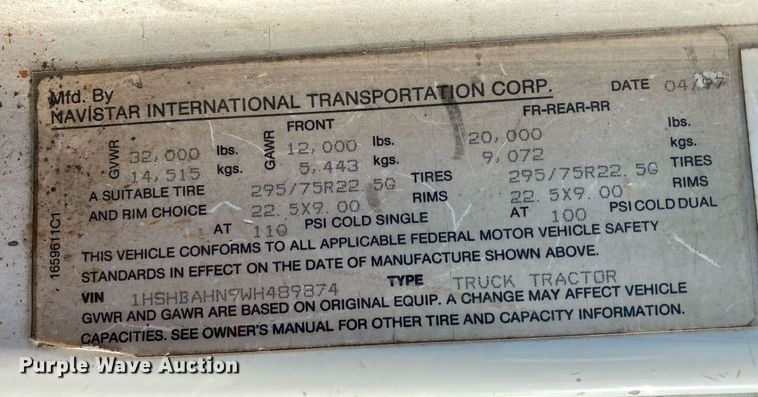 Mfd. By
NAVISTAR INTERNATIONAL TRANSPORTATION CORP. DATE 04/97
FRONT FR-REAR-RR
GVWR 32,000 lbs. GAWR 12,000 lbs. 20,000 lbs.
14,515 kgs. 5,443 kgs. 9,072 kgs.
A SUITABLE TIRE 295/75R22.5G TIRES 295/75R22.5G TIRES
AND RIM CHOICE 22.5X9.00 RIMS 22.5X9.00 RIMS
AT 110 PSI COLD SINGLE AT 100 PSI COLD DUAL
THIS VEHICLE CONFORMS TO ALL APPLICABLE FEDERAL MOTOR VEHICLE SAFETY
STANDARDS IN EFFECT ON THE DATE OF MANUFACTURE SHOWN ABOVE.
VIN 1HSHBAHN9WH489874 TYPE TRUCK TRACTOR
GVWR AND GAWR ARE BASED ON ORIGINAL EQUIP. A CHANGE MAY AFFECT VEHICLE
CAPACITIES. SEE OWNER'S MANUAL FOR OTHER TIRE AND CAPACITY INFORMATION.
1659611C1
Purple Wave Auction